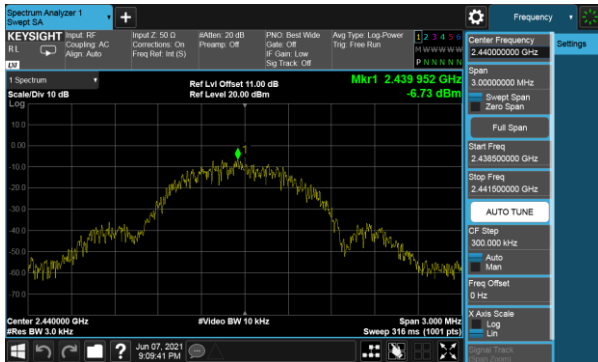 Spectrum Analyzer 1
Swept SA
+
Frequency
KEYSIGHT
RL
LXI
Input: RF
Coupling: AC
Align: Auto
Input Z: 50 Ω
Corrections: On
Freq Ref: Int (S)
#Atten: 20 dB
Preamp: Off
PNO: Best Wide
Gate: Off
IF Gain: Low
Sig Track: Off
Avg Type: Log-Power
Trig: Free Run
1 2 3 4 5 6
M W W W W W
P N N N N N
1 Spectrum
Scale/Div 10 dB
Ref Lvl Offset 11.00 dB
Ref Level 20.00 dBm
Mkr1 2.439 952 GHz
-6.73 dBm
Log
10.0
0.00
-10.0
-20.0
-30.0
-40.0
-50.0
-60.0
-70.0
1
Center 2.440000 GHz
#Res BW 3.0 kHz
#Video BW 10 kHz
Span 3.000 MHz
Sweep 316 ms (1001 pts)
Jun 07, 2021
9:09:41 PM
Center Frequency
2.440000000 GHz
Span
3.00000000 MHz
Swept Span
Zero Span
Full Span
Start Freq
2.438500000 GHz
Stop Freq
2.441500000 GHz
AUTO TUNE
CF Step
300.000 kHz
Auto
Man
Freq Offset
0 Hz
X Axis Scale
Log
Lin
Signal Track
Settings